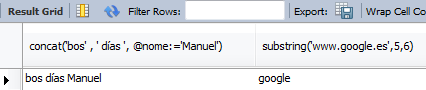 Result Grid Filter Rows: Export: Wrap Cell Co
concat('bos' , ' días ', @nome:='Manuel') substring('www.google.es',5,6)
bos días Manuel google